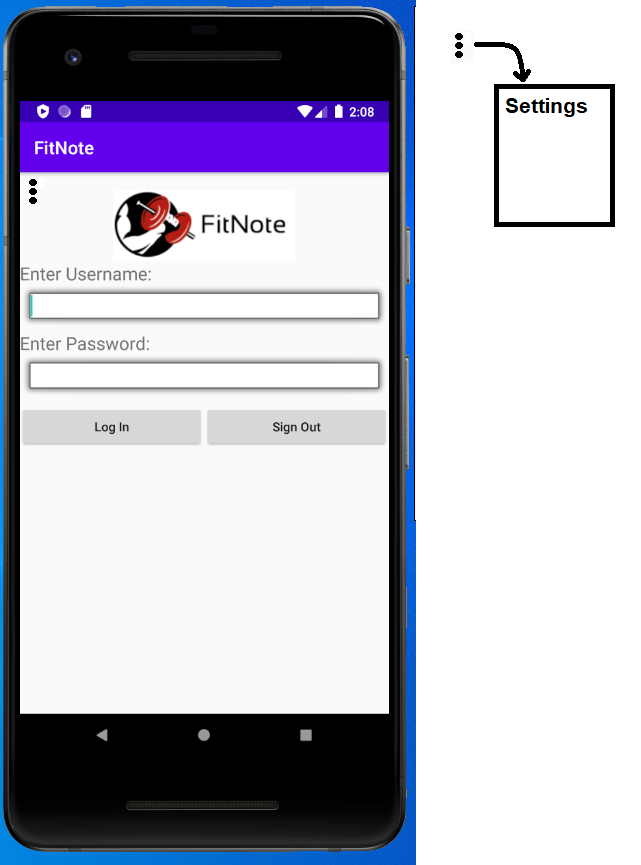 2:08
FitNote
FitNote
Enter Username:
Enter Password:
Log In Sign Out
Settings